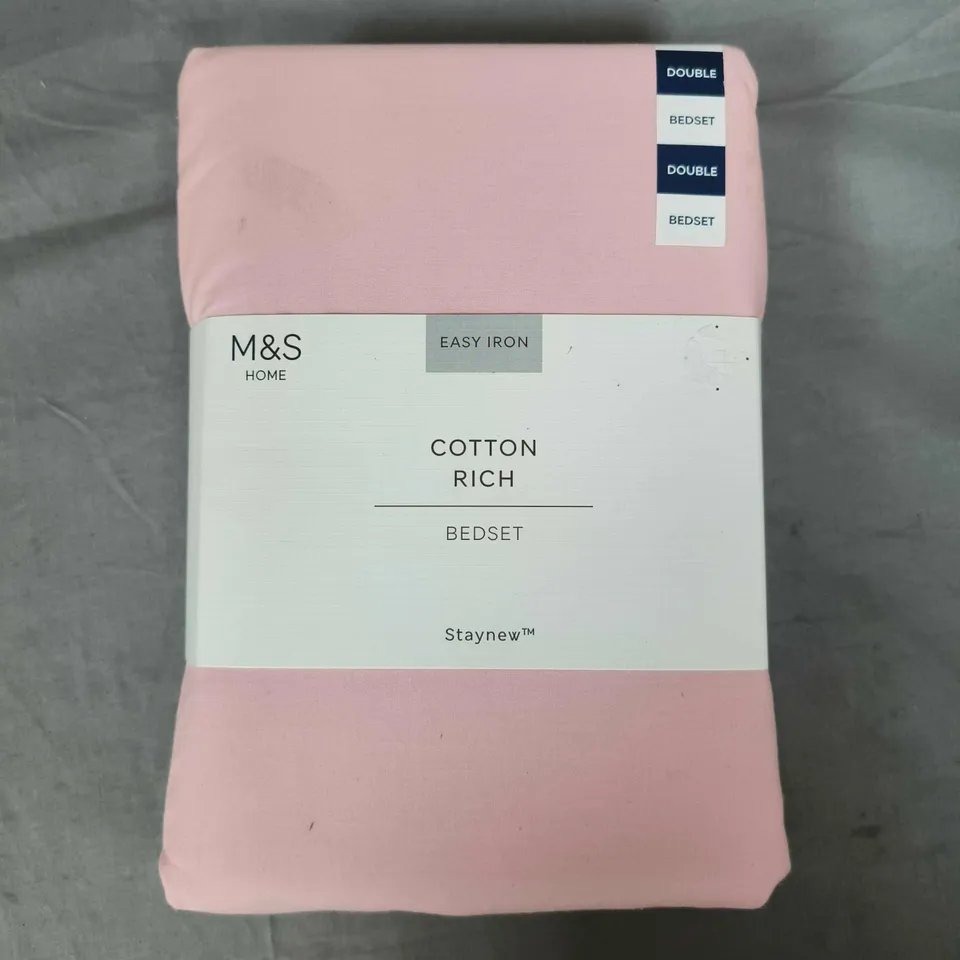 DOUBLE
BEDSET
DOUBLE
BEDSET
M&S
HOME
EASY IRON
COTTON
RICH
BEDSET
Staynew™